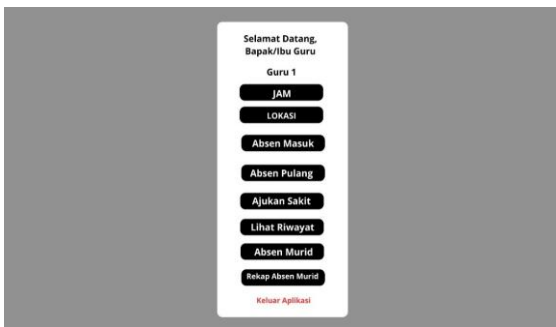 Selamat Datang,
Bapak/Ibu Guru
Guru 1
JAM
LOKASI
Absen Masuk
Absen Pulang
Ajukan Sakit
Lihat Riwayat
Absen Murid
Rekap Absen Murid
Keluar Aplikasi